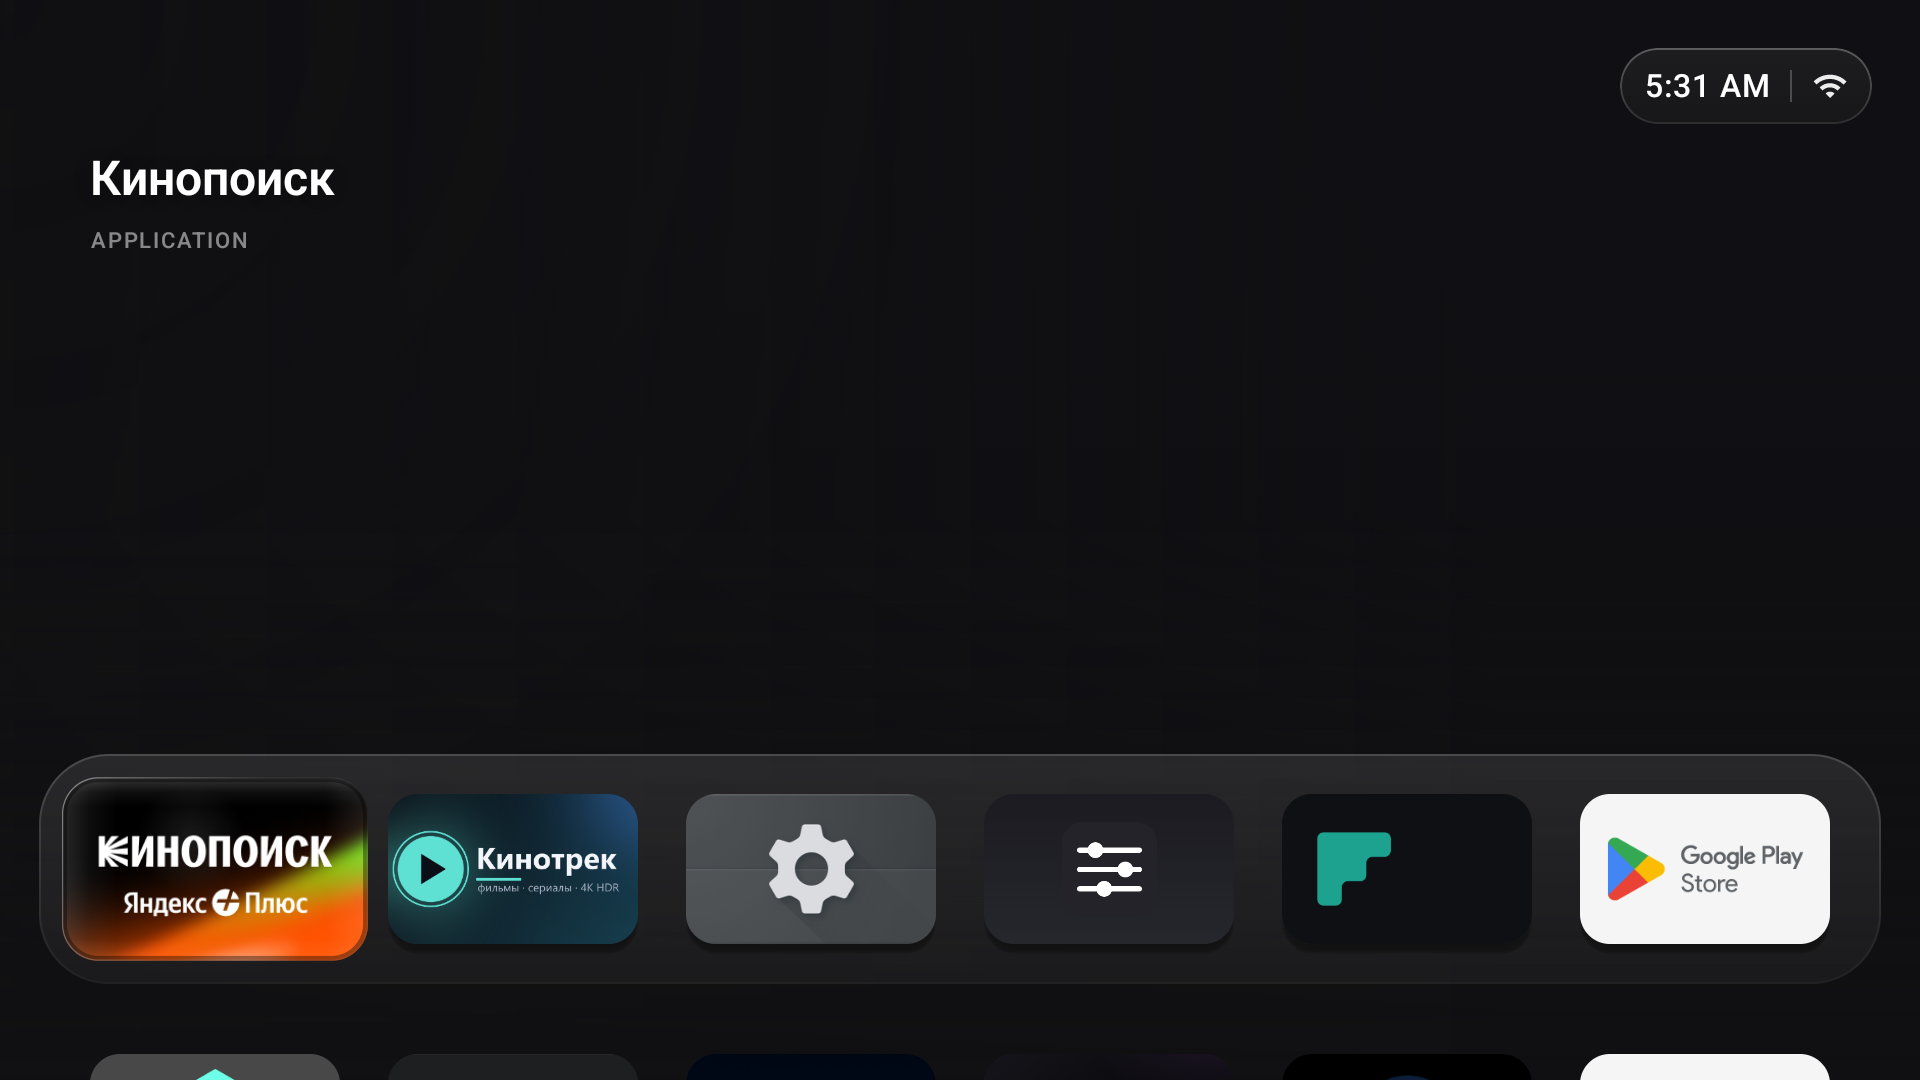 5:31 AM
Кинопоиск
APPLICATION
КИНОПОИСК
Яндекс Плюс
Кинотрек
фильмы · сериалы · 4K HDR
Google Play
Store